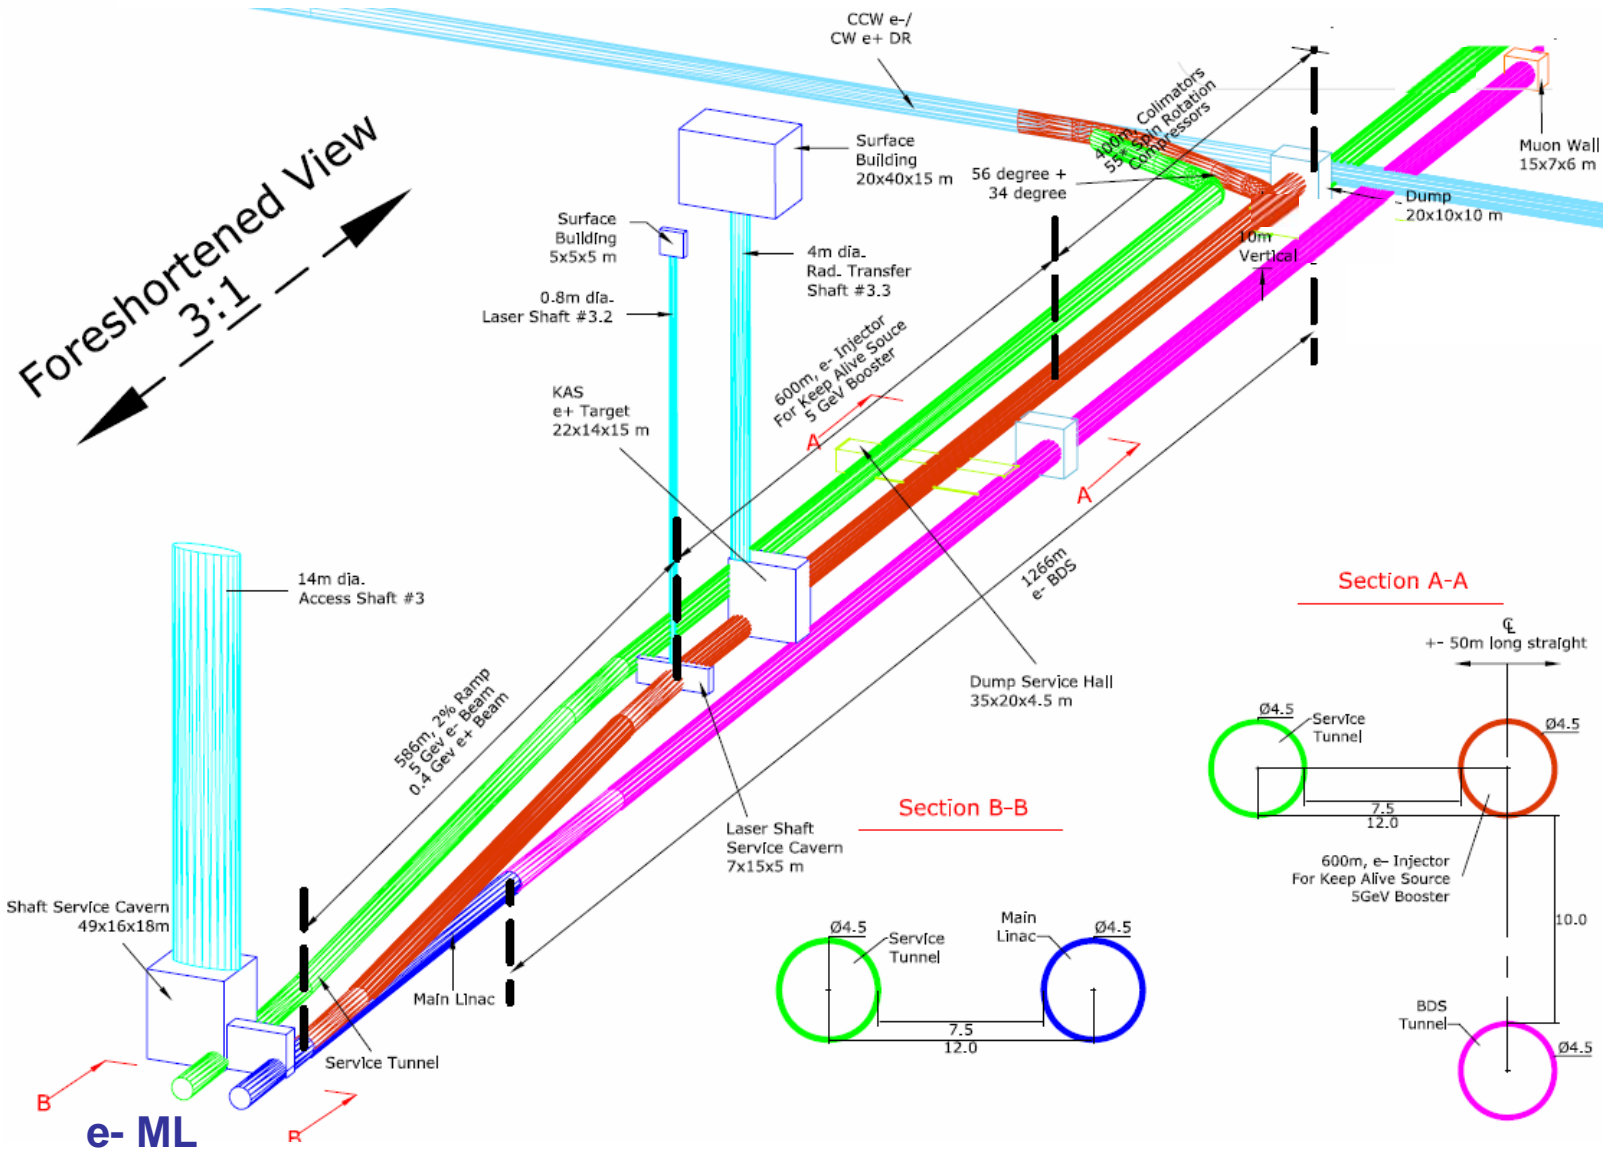 CCW e-/
CW e+ DR
Foreshortened View
3:1
Surface
Building
20x40x15 m
400m, Colimators
55* Spin Rotation
Compressors
56 degree +
34 degree
Muon Wall
15x7x6 m
Dump
20x10x10 m
10m
Vertical
Surface
Building
5x5x5 m
4m dia.
Rad. Transfer
Shaft #3.3
0.8m dia.
Laser Shaft #3.2
600m, e- Injector
For Keep Alive Souce
5 GeV Booster
KAS
e+ Target
22x14x15 m
A
A
14m dia.
Access Shaft #3
1266m
e- BDS
586m, 2% Ramp
5 Gev e- Beam
0.4 Gev e+ Beam
Dump Service Hall
35x20x4.5 m
Laser Shaft
Service Cavern
7x15x5 m
Shaft Service Cavern
49x16x18m
Main Linac
Service Tunnel
B
B
e- ML
Section B-B
Ø4.5
Service
Tunnel
Main
Linac
Ø4.5
7.5
12.0
Section A-A
℄
+- 50m long straight
Ø4.5
Service
Tunnel
Ø4.5
7.5
12.0
600m, e- Injector
For Keep Alive Source
5GeV Booster
10.0
BDS
Tunnel
Ø4.5